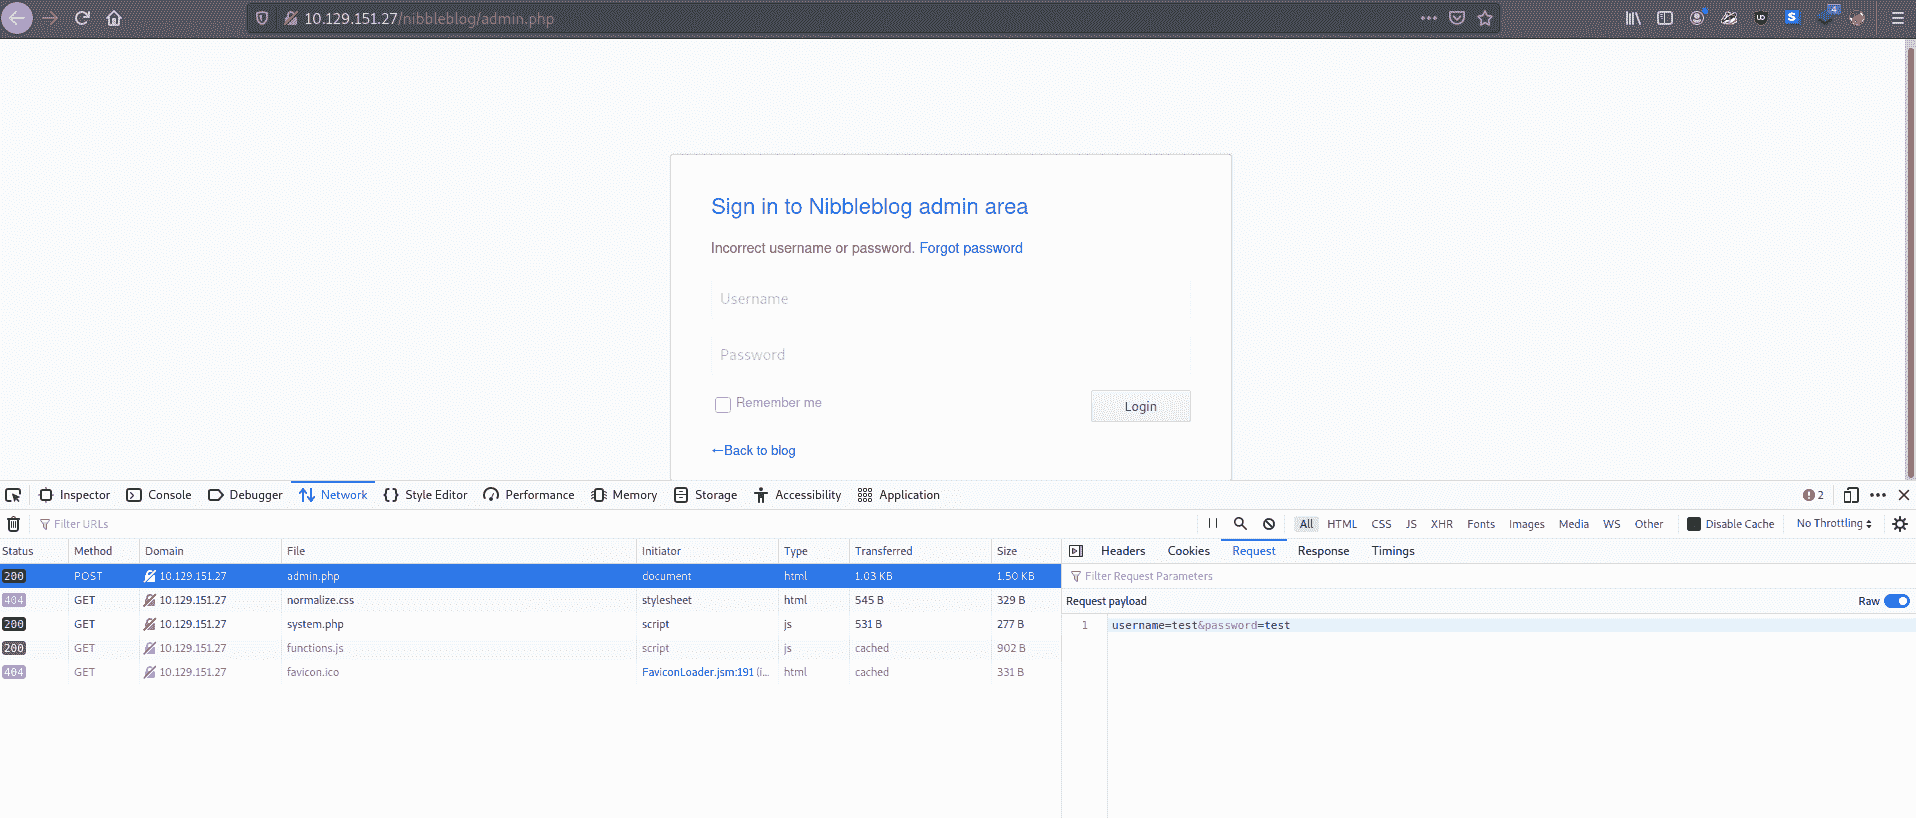 10.129.151.27/nibbleblog/admin.php
4
Sign in to Nibbleblog admin area
Incorrect username or password. Forgot password
Username
Password
Remember me
Login
←Back to blog
Inspector Console Debugger Network Style Editor Performance Memory Storage Accessibility Application 2
Filter URLs All HTML CSS JS XHR Fonts Images Media WS Other Disable Cache No Throttling
Status Method Domain File Initiator Type Transferred Size Headers Cookies Request Response Timings
200 POST 10.129.151.27 admin.php document html 1.03 KB 1.50 KB Filter Request Parameters
404 GET 10.129.151.27 normalize.css stylesheet html 545 B 329 B Request payload Raw
200 GET 10.129.151.27 system.php script js 531 B 277 B 1 username=test&password=test
200 GET 10.129.151.27 functions.js script js cached 902 B
404 GET 10.129.151.27 favicon.ico FaviconLoader.jsm:191 (i... html cached 331 B